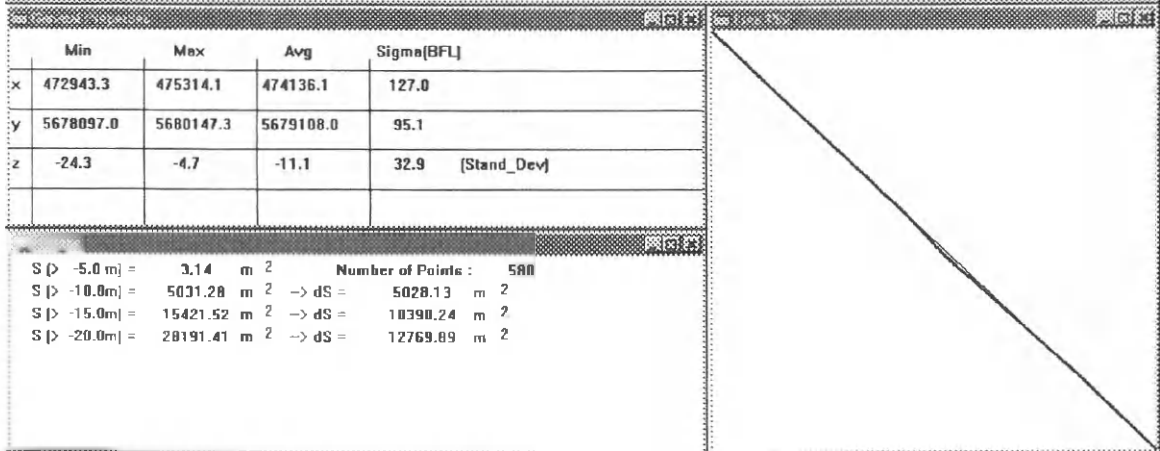 Min Max Avg Sigma(BFL)
x 472943.3 475314.1 474136.1 127.0
y 5678097.0 5680147.3 5679108.0 95.1
z -24.3 -4.7 -11.1 32.9 (Stand_Dev)
S (> -5.0 m) = 3.14 m 2 Number of Points : 580
S (> -10.0m) = 5031.28 m 2 -> dS = 5028.13 m 2
S (> -15.0m) = 15421.52 m 2 -> dS = 10390.24 m 2
S (> -20.0m) = 28191.41 m 2 -> dS = 12769.89 m 2